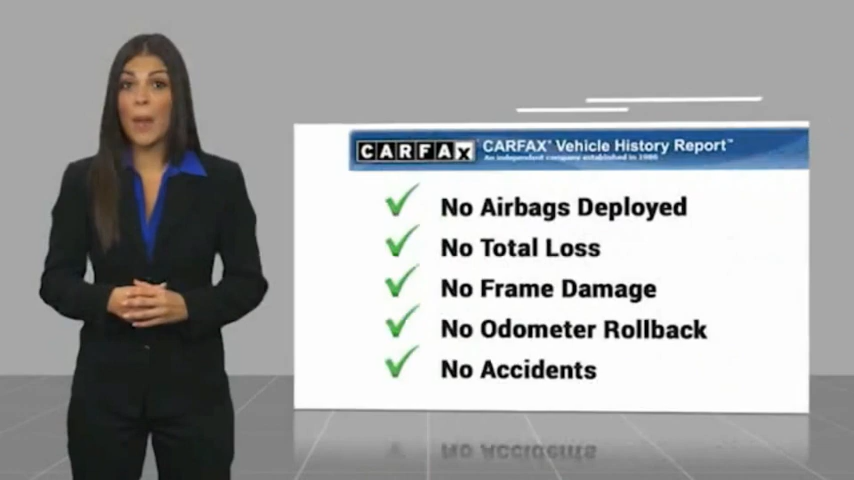 CARFAX CARFAX® Vehicle History Report™
An independent company established in 1986
No Airbags Deployed
No Total Loss
No Frame Damage
No Odometer Rollback
No Accidents